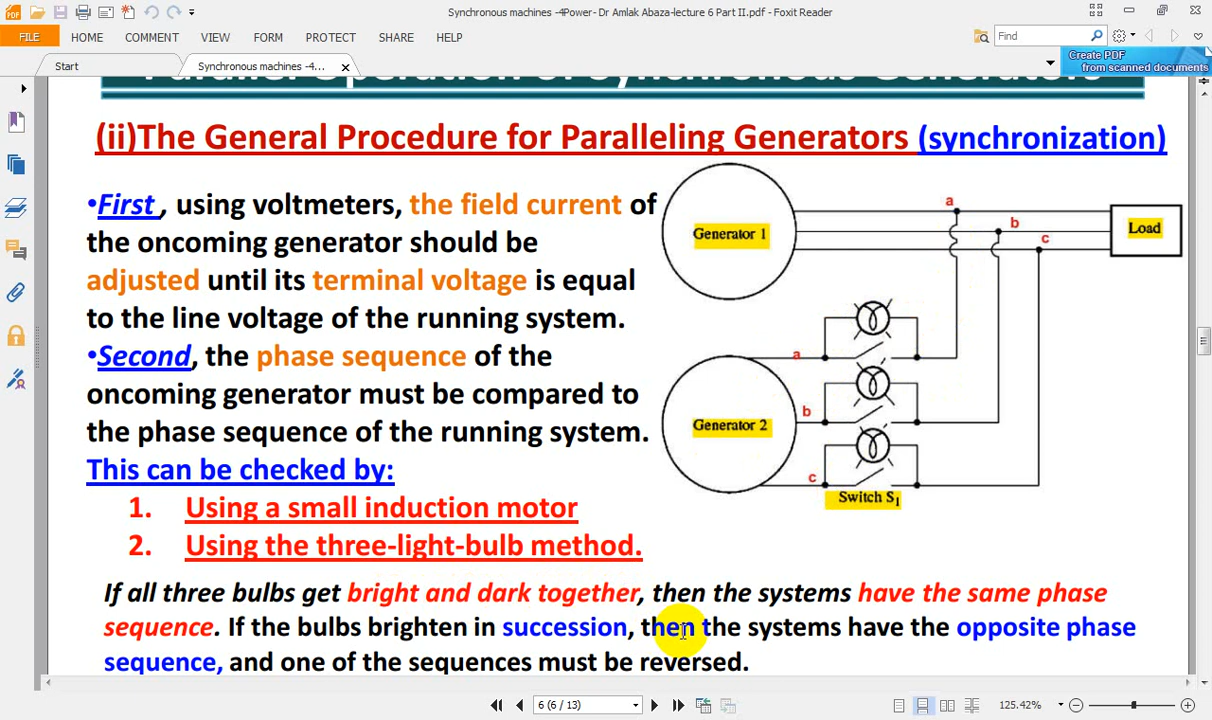 Synchronous machines -4Power- Dr Amlak Abaza-lecture 6 Part II.pdf - Foxit Reader
FILE HOME COMMENT VIEW FORM PROTECT SHARE HELP Find
Start Synchronous machines -4... Create PDF
from scanned documents
Parallel Operation of Synchronous Generators
(ii)The General Procedure for Paralleling Generators (synchronization)
•First , using voltmeters, the field current of
the oncoming generator should be
adjusted until its terminal voltage is equal
to the line voltage of the running system.
•Second, the phase sequence of the
oncoming generator must be compared to
the phase sequence of the running system.
This can be checked by:
1. Using a small induction motor
2. Using the three-light-bulb method.
Generator 1
a
b
c
Load
a
b
Generator 2
c
Switch S1
If all three bulbs get bright and dark together, then the systems have the same phase
sequence. If the bulbs brighten in succession, then the systems have the opposite phase
sequence, and one of the sequences must be reversed.
6 (6 / 13) 125.42%